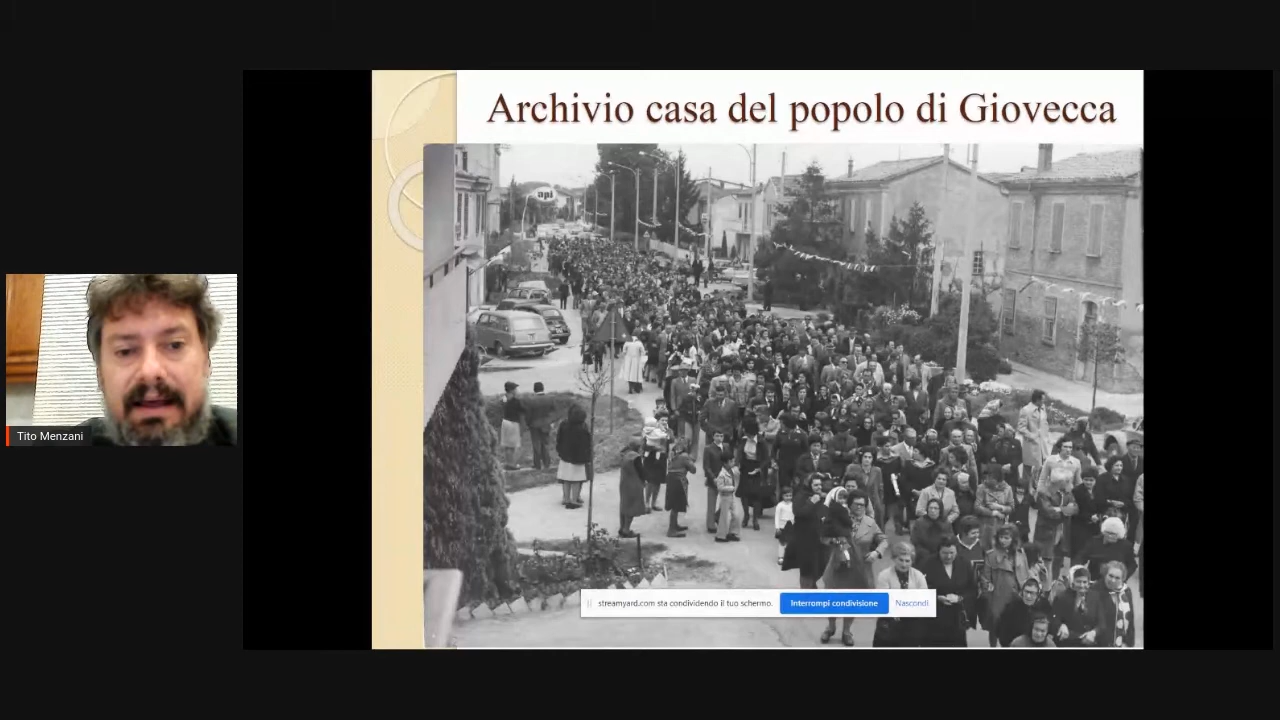 Archivio casa del popolo di Giovecca
api
Tito Menzani
streamyard.com sta condividendo il tuo schermo.
Interrompi condivisione
Nascondi